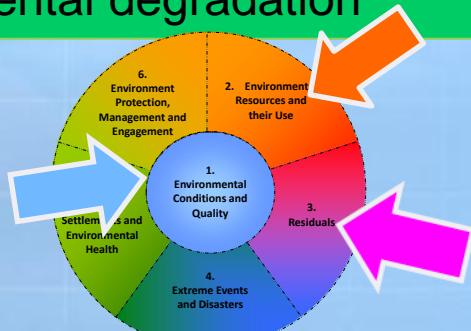 ental degradation
6.
Environment
Protection,
Management and
Engagement
2. Environment
Resources and
their Use
1.
Environmental
Conditions and
Quality
3.
Residuals
and
Environmental
Health
4.
Extreme Events
and Disasters